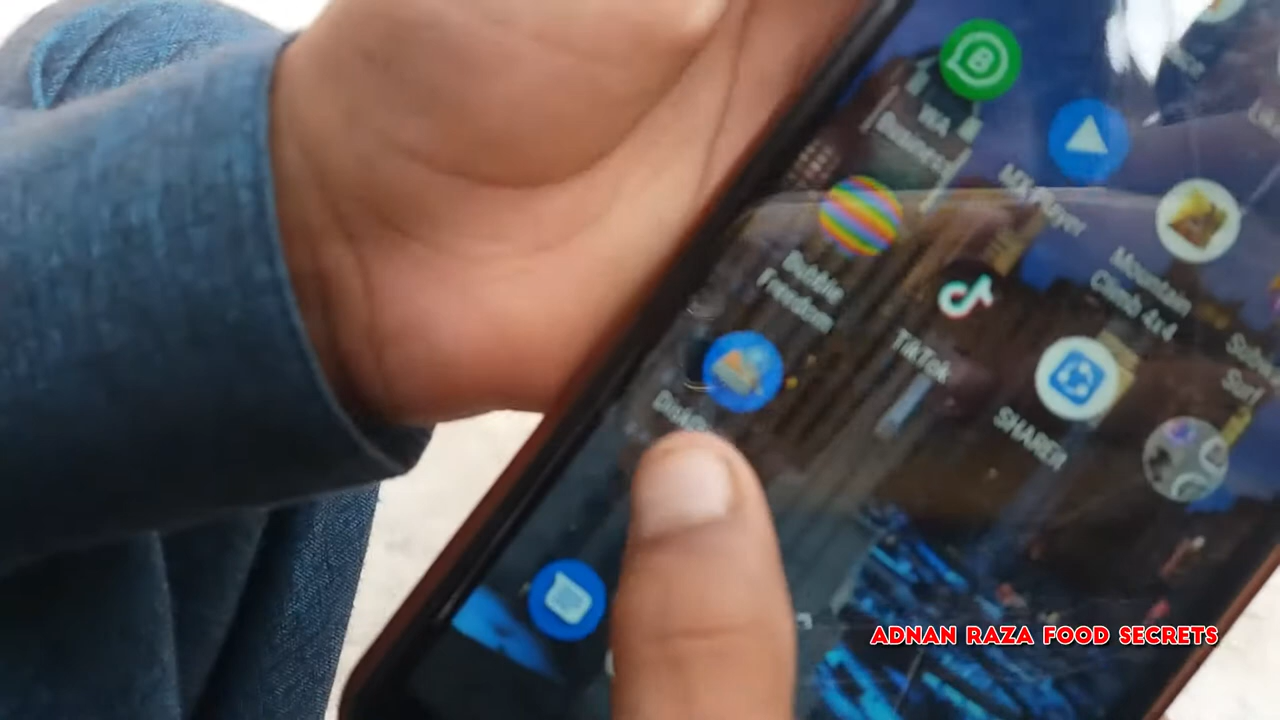 WA
Business
MX Player
Bubble
Freedom
Mountain
Climb 4x4
TikTok
SHAREit
ADNAN RAZA FOOD SECRETS